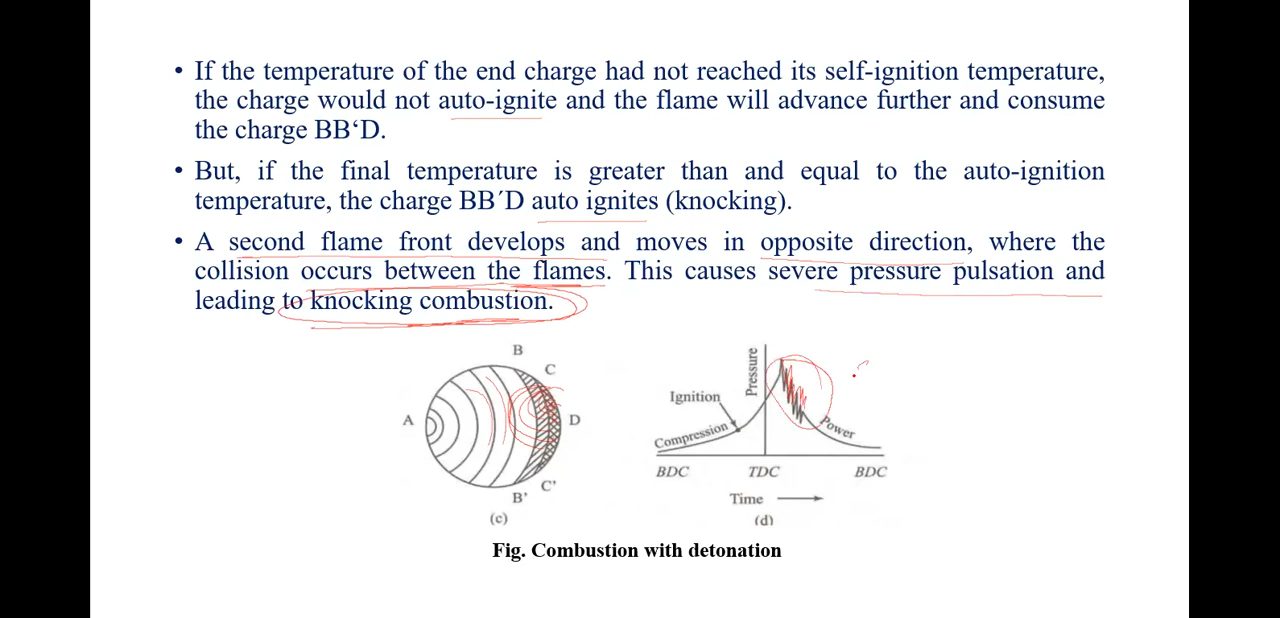 • If the temperature of the end charge had not reached its self-ignition temperature,
the charge would not auto-ignite and the flame will advance further and consume
the charge BB‘D.
• But, if the final temperature is greater than and equal to the auto-ignition
temperature, the charge BB´D auto ignites (knocking).
• A second flame front develops and moves in opposite direction, where the
collision occurs between the flames. This causes severe pressure pulsation and
leading to knocking combustion.
B
C
A
D
C'
B'
(c)
Pressure
Ignition
Compression
Power
BDC
TDC
BDC
Time
(d)
Fig. Combustion with detonation